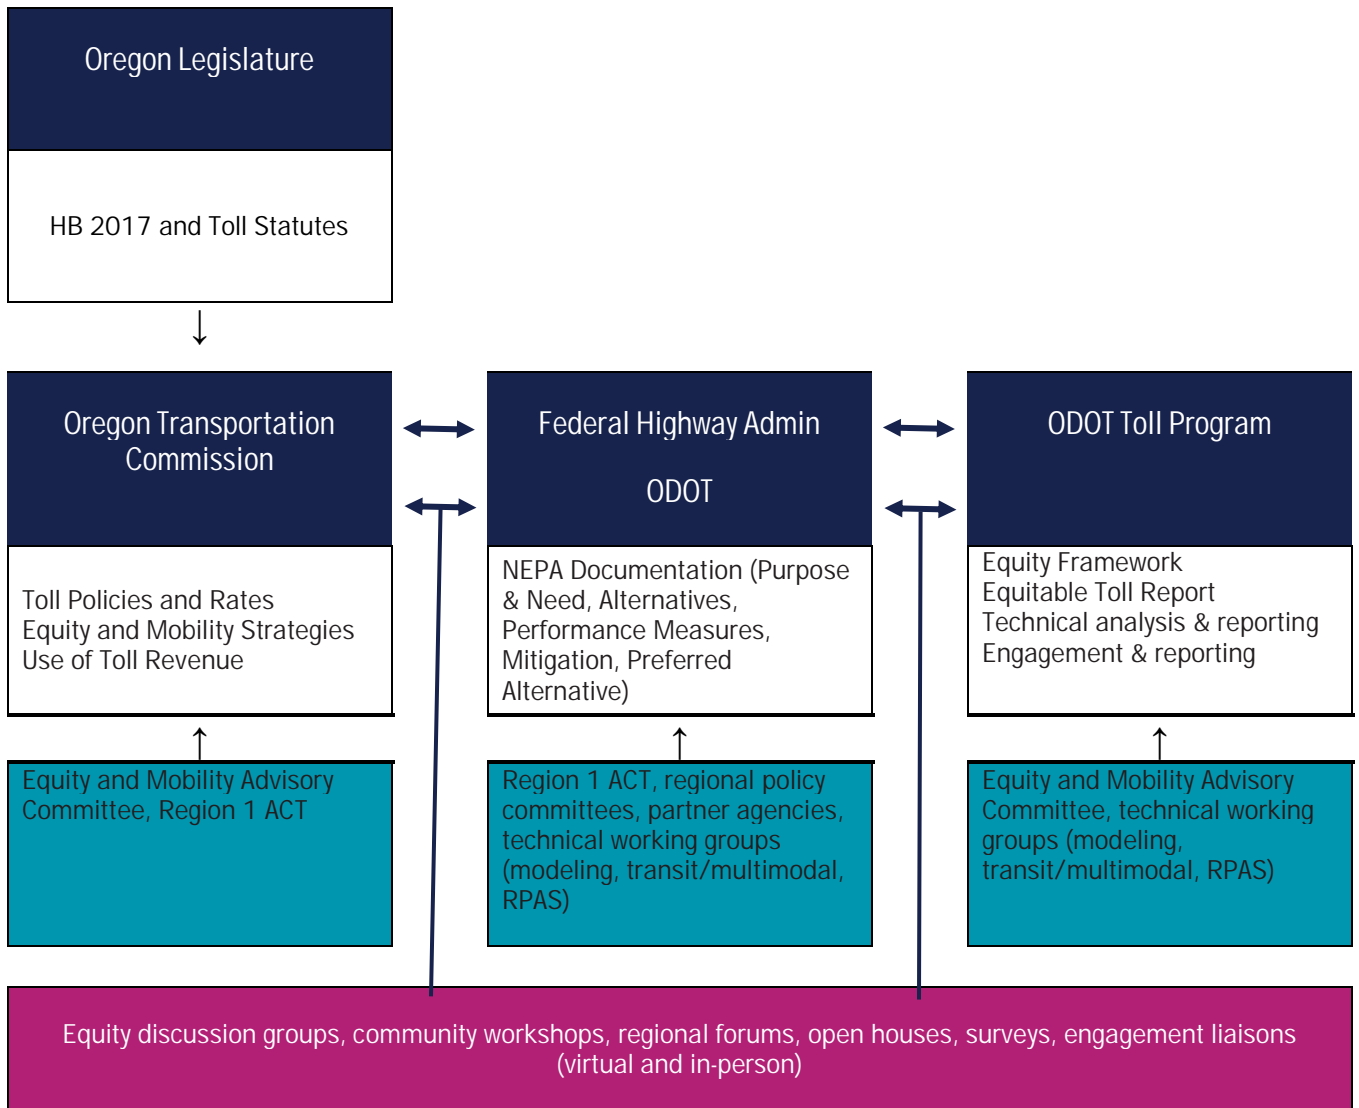 Oregon Legislature
HB 2017 and Toll Statutes
↓
Oregon Transportation
Commission
Federal Highway Admin
ODOT
ODOT Toll Program
Toll Policies and Rates
Equity and Mobility Strategies
Use of Toll Revenue
NEPA Documentation (Purpose
& Need, Alternatives,
Performance Measures,
Mitigation, Preferred
Alternative)
Equity Framework
Equitable Toll Report
Technical analysis & reporting
Engagement & reporting
↑
↑
↑
Equity and Mobility Advisory
Committee, Region 1 ACT
Region 1 ACT, regional policy
committees, partner agencies,
technical working groups
(modeling, transit/multimodal,
RPAS)
Equity and Mobility Advisory
Committee, technical working
groups (modeling,
transit/multimodal, RPAS)
Equity discussion groups, community workshops, regional forums, open houses, surveys, engagement liaisons
(virtual and in-person)